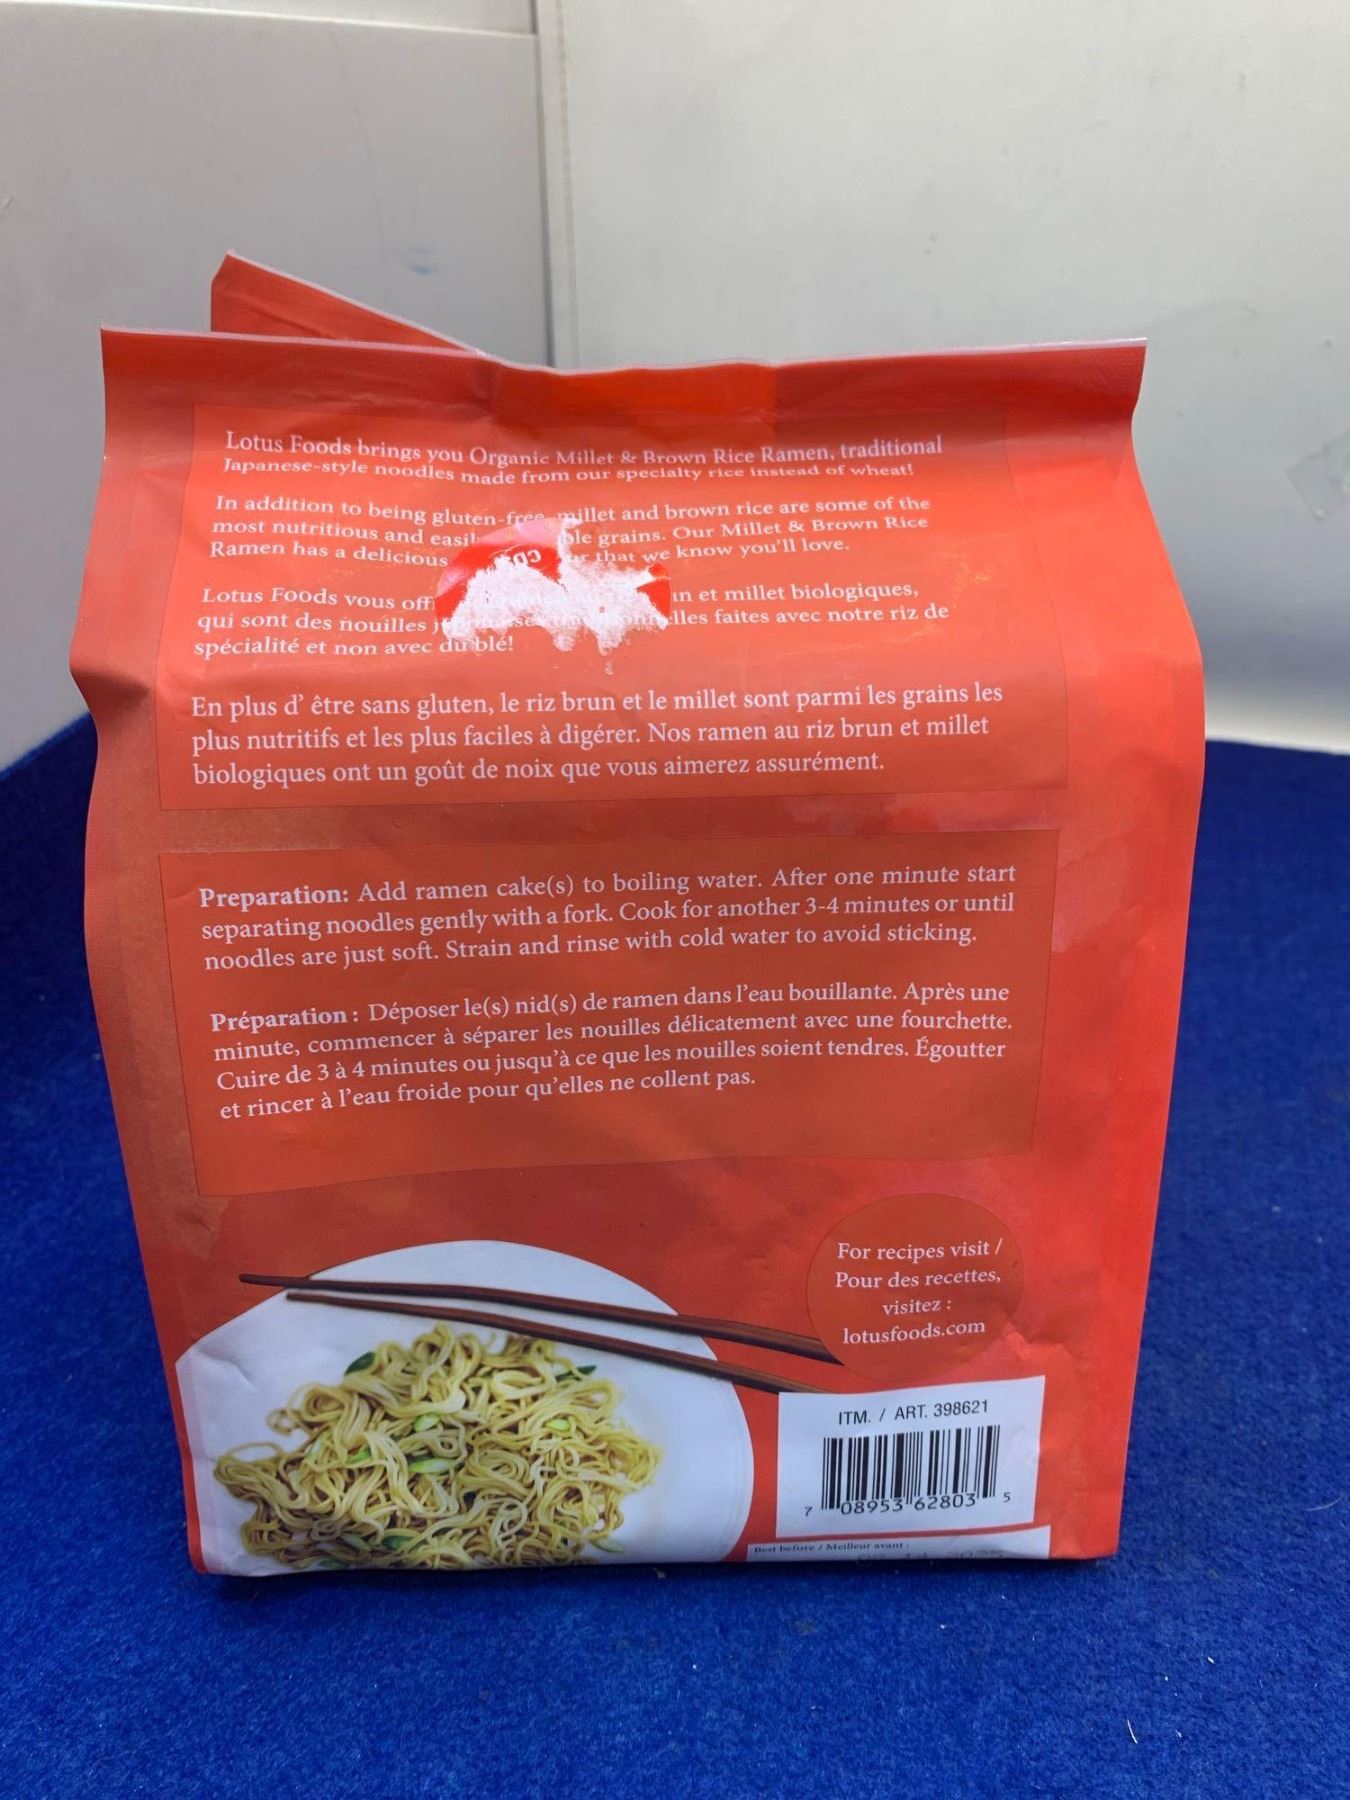 Lotus Foods brings you Organic Millet & Brown Rice Ramen, traditional
Japanese-style noodles made from our specialty rice instead of wheat!
In addition to being gluten-free, millet and brown rice are some of the
most nutritious and grains. Our Millet & Brown Rice
Ramen has a delicious that we know you'll love.
Lotus Foods vous et millet biologiques,
qui sont des nouilles faites avec notre riz de
spécialité et non avec du blé!
En plus d' être sans gluten, le riz brun et le millet sont parmi les grains les
plus nutritifs et les plus faciles à digérer. Nos ramen au riz brun et millet
biologiques ont un goût de noix que vous aimerez assurément.
Preparation: Add ramen cake(s) to boiling water. After one minute start
separating noodles gently with a fork. Cook for another 3-4 minutes or until
noodles are just soft. Strain and rinse with cold water to avoid sticking.
Préparation : Déposer le(s) nid(s) de ramen dans l'eau bouillante. Après une
minute, commencer à séparer les nouilles délicatement avec une fourchette.
Cuire de 3 à 4 minutes ou jusqu'à ce que les nouilles soient tendres. Égoutter
et rincer à l'eau froide pour qu'elles ne collent pas.
For recipes visit /
Pour des recettes,
visitez :
lotusfoods.com
ITM. / ART. 398621
7 08953 62803 5
Best before / Meilleur avant :